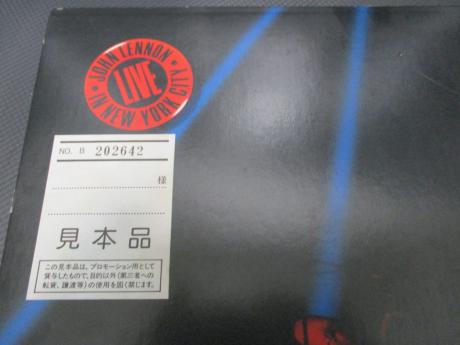 JOHN LENNON
LIVE
IN NEW YORK CITY
NO. B 202642
様
見本品
この見本品は、プロモーション用として
貸与したもので、目的以外(第三者への
転貸、譲渡等)の使用を固く禁じます。